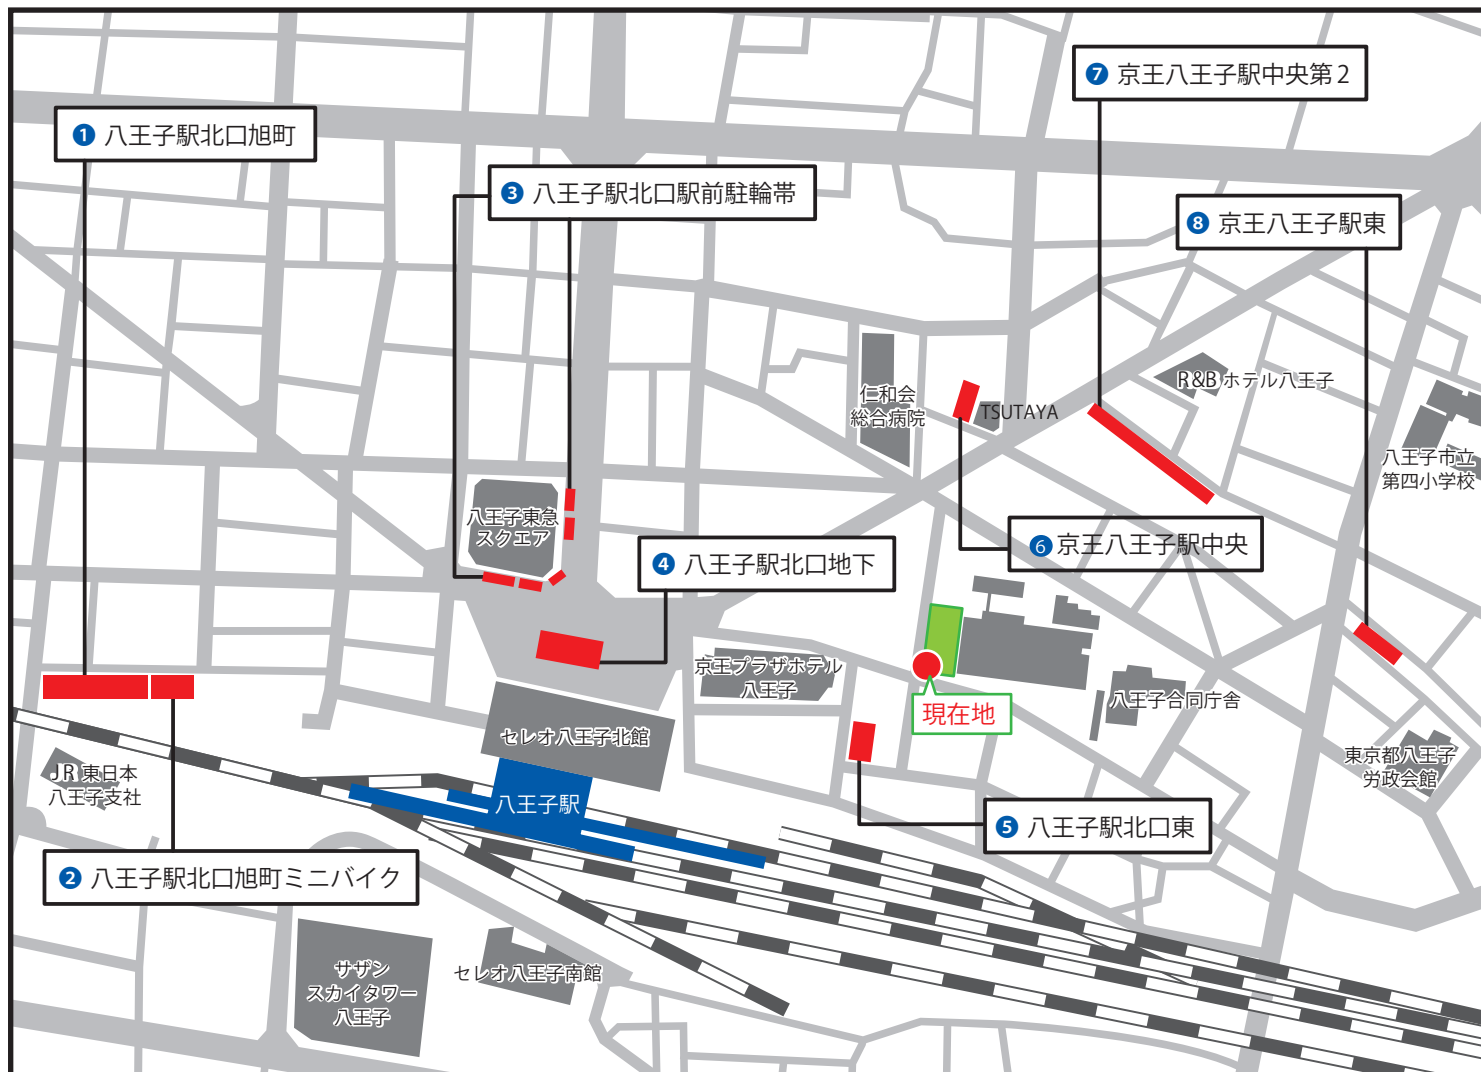 ❼ 京王八王子駅中央第2
❶ 八王子駅北口旭町
❸ 八王子駅北口駅前駐輪帯
❽ 京王八王子駅東
R&Bホテル八王子
仁和会
総合病院
TSUTAYA
八王子市立
第四小学校
八王子東急
スクエア
❻ 京王八王子駅中央
❹ 八王子駅北口地下
京王プラザホテル
八王子
現在地
八王子合同庁舎
セレオ八王子北館
東京都八王子
労政会館
JR東日本
八王子支社
八王子駅
❺ 八王子駅北口東
❷ 八王子駅北口旭町ミニバイク
サザン
スカイタワー
八王子
セレオ八王子南館